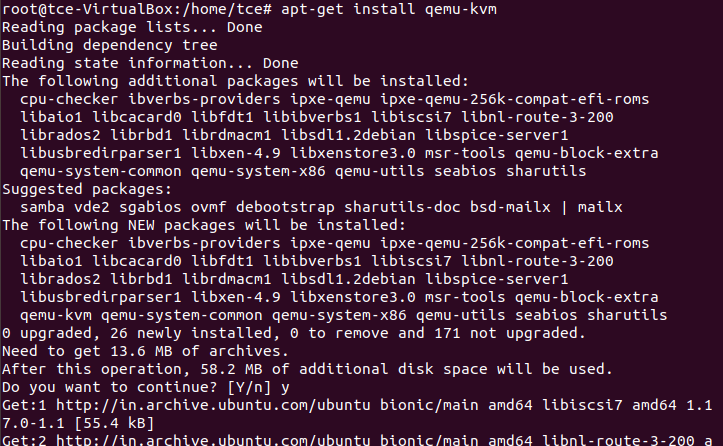 root@tce-VirtualBox:/home/tce# apt-get install qemu-kvm
Reading package lists... Done
Building dependency tree
Reading state information... Done
The following additional packages will be installed:
  cpu-checker ibverbs-providers ipxe-qemu ipxe-qemu-256k-compat-efi-roms
  libaio1 libcacard0 libfdt1 libibverbs1 libiscsi7 libnl-route-3-200
  librados2 librbd1 librdmacm1 libsdl1.2debian libspice-server1
  libusbredirparser1 libxen-4.9 libxenstore3.0 msr-tools qemu-block-extra
  qemu-system-common qemu-system-x86 qemu-utils seabios sharutils
Suggested packages:
  samba vde2 sgabios ovmf debootstrap sharutils-doc bsd-mailx | mailx
The following NEW packages will be installed:
  cpu-checker ibverbs-providers ipxe-qemu ipxe-qemu-256k-compat-efi-roms
  libaio1 libcacard0 libfdt1 libibverbs1 libiscsi7 libnl-route-3-200
  librados2 librbd1 librdmacm1 libsdl1.2debian libspice-server1
  libusbredirparser1 libxen-4.9 libxenstore3.0 msr-tools qemu-block-extra
  qemu-kvm qemu-system-common qemu-system-x86 qemu-utils seabios sharutils
0 upgraded, 26 newly installed, 0 to remove and 171 not upgraded.
Need to get 13.6 MB of archives.
After this operation, 58.2 MB of additional disk space will be used.
Do you want to continue? [Y/n] y
Get:1 http://in.archive.ubuntu.com/ubuntu bionic/main amd64 libiscsi7 amd64 1.1
7.0-1.1 [55.4 kB]
Get:2 http://in.archive.ubuntu.com/ubuntu bionic/main amd64 libnl-route-3-200 a